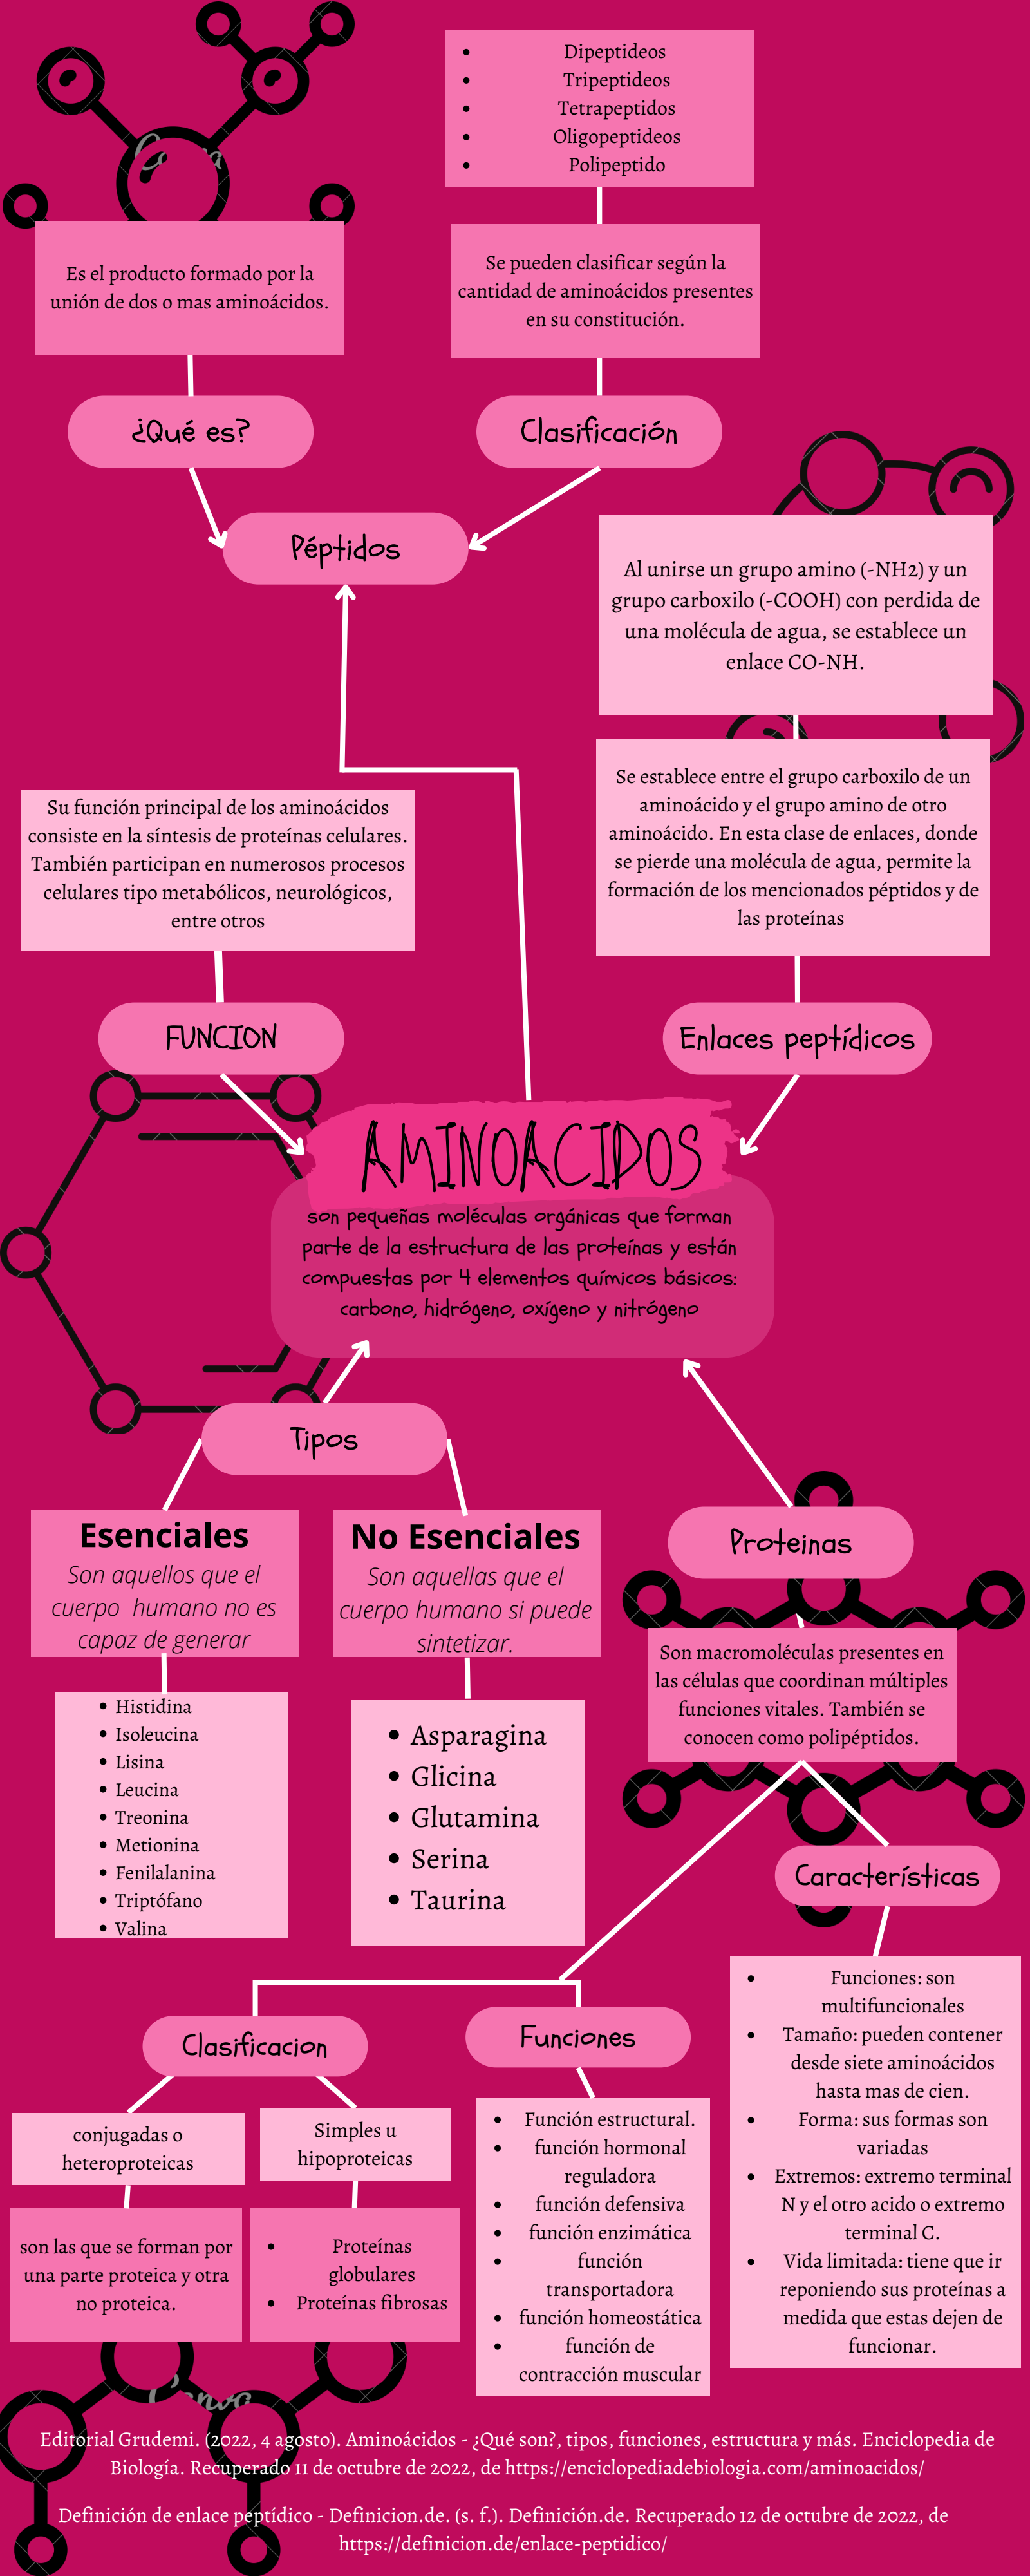 Dipeptideos
Tripeptideos
Tetrapeptidos
Oligopeptideos
Polipeptido
Es el producto formado por la
unión de dos o mas aminoácidos.
Se pueden clasificar según la
cantidad de aminoácidos presentes
en su constitución.
¿Qué es?
Clasificación
Péptidos
Al unirse un grupo amino (-NH2) y un
grupo carboxilo (-COOH) con perdida de
una molécula de agua, se establece un
enlace CO-NH.
Se establece entre el grupo carboxilo de un
aminoácido y el grupo amino de otro
aminoácido. En esta clase de enlaces, donde
se pierde una molécula de agua, permite la
formación de los mencionados péptidos y de
las proteínas
Su función principal de los aminoácidos
consiste en la síntesis de proteínas celulares.
También participan en numerosos procesos
celulares tipo metabólicos, neurológicos,
entre otros
FUNCION
Enlaces peptídicos
AMINOACIDOS
son pequeñas moléculas orgánicas que forman
parte de la estructura de las proteínas y están
compuestas por 4 elementos químicos básicos:
carbono, hidrógeno, oxígeno y nitrógeno
Tipos
Esenciales
Son aquellos que el
cuerpo humano no es
capaz de generar
No Esenciales
Son aquellas que el
cuerpo humano si puede
sintetizar.
Histidina
Isoleucina
Lisina
Leucina
Treonina
Metionina
Fenilalanina
Triptófano
Valina
Asparagina
Glicina
Glutamina
Serina
Taurina
Proteinas
Son macromoléculas presentes en
las células que coordinan múltiples
funciones vitales. También se
conocen como polipéptidos.
Características
Funciones: son
multifuncionales
Tamaño: pueden contener
desde siete aminoácidos
hasta mas de cien.
Forma: sus formas son
variadas
Extremos: extremo terminal
N y el otro acido o extremo
terminal C.
Vida limitada: tiene que ir
reponiendo sus proteínas a
medida que estas dejen de
funcionar.
Clasificacion
Funciones
conjugadas o
heteroproteicas
Simples u
hipoproteicas
son las que se forman por
una parte proteica y otra
no proteica.
Proteínas
globulares
Proteínas fibrosas
Función estructural.
función hormonal
reguladora
función defensiva
función enzimática
función
transportadora
función homeostática
función de
contracción muscular
Editorial Grudemi. (2022, 4 agosto). Aminoácidos - ¿Qué son?, tipos, funciones, estructura y más. Enciclopedia de
Biología. Recuperado 11 de octubre de 2022, de https://enciclopediadebiologia.com/aminoacidos/
Definición de enlace peptídico - Definicion.de. (s. f.). Definición.de. Recuperado 12 de octubre de 2022, de
https://definicion.de/enlace-peptidico/